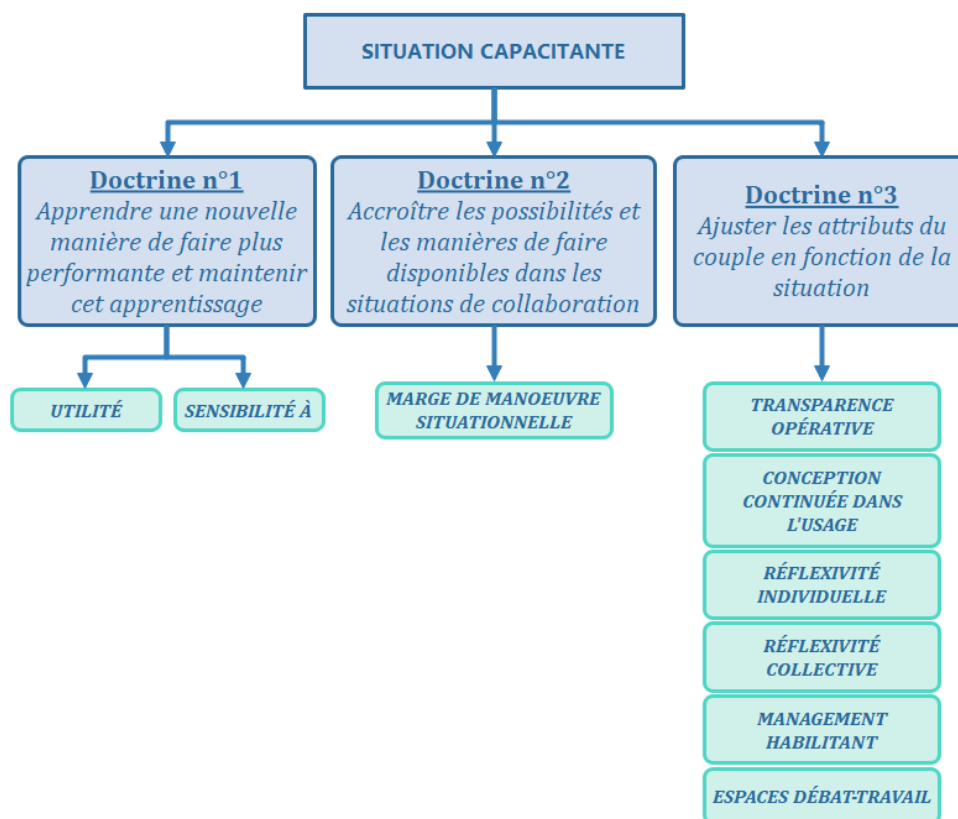 SITUATION CAPACITANTE
Doctrine n°1
Apprendre une nouvelle
manière de faire plus
performante et maintenir
cet apprentissage
Doctrine n°2
Accroître les possibilités et
les manières de faire
disponibles dans les
situations de collaboration
Doctrine n°3
Ajuster les attributs du
couple en fonction de la
situation
UTILITÉ
SENSIBILITÉ À
MARGE DE MANOEUVRE
SITUATIONNELLE
TRANSPARENCE
OPÉRATIVE
CONCEPTION
CONTINUÉE DANS
L'USAGE
RÉFLEXIVITÉ
INDIVIDUELLE
RÉFLEXIVITÉ
COLLECTIVE
MANAGEMENT
HABILITANT
ESPACES DÉBAT-TRAVAIL